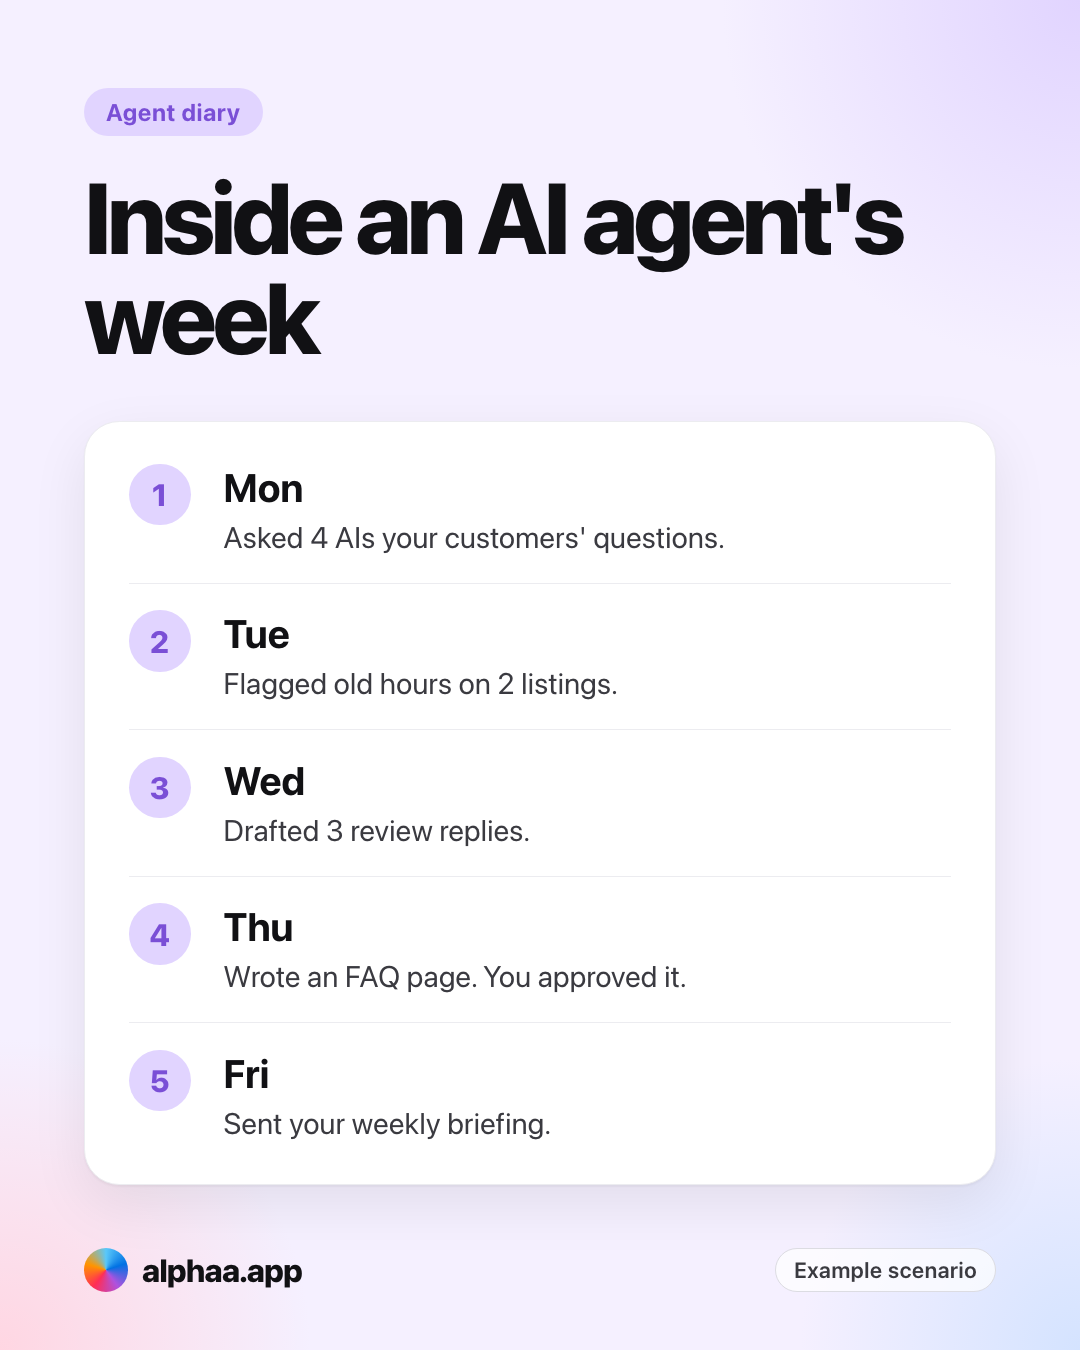 Agent diary
Inside an AI agent's
week
1
Mon
Asked 4 AIs your customers' questions.
2
Tue
Flagged old hours on 2 listings.
3
Wed
Drafted 3 review replies.
4
Thu
Wrote an FAQ page. You approved it.
5
Fri
Sent your weekly briefing.
alphaa.app
Example scenario